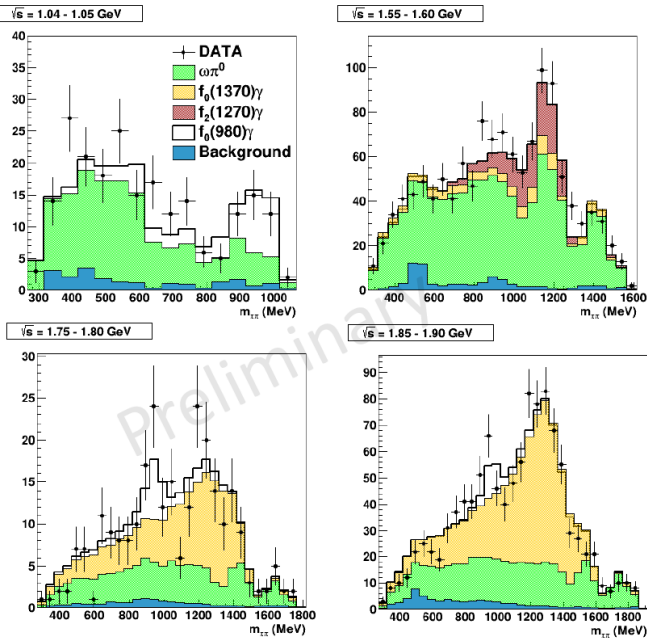 √s = 1.04 - 1.05 GeV
40
35
30
25
20
15
10
5
0
300 400 500 600 700 800 900 1000
mππ (MeV)
DATA
ωπ⁰
f₀(1370)γ
f₂(1270)γ
f₀(980)γ
Background
√s = 1.55 - 1.60 GeV
100
80
60
40
20
0
400 600 800 1000 1200 1400 1600
mππ (MeV)
√s = 1.75 - 1.80 GeV
30
25
20
15
10
5
0
400 600 800 1000 1200 1400 1600 1800
mππ (MeV)
√s = 1.85 - 1.90 GeV
90
80
70
60
50
40
30
20
10
0
400 600 800 1000 1200 1400 1600 1800
mππ (MeV)
Preliminary